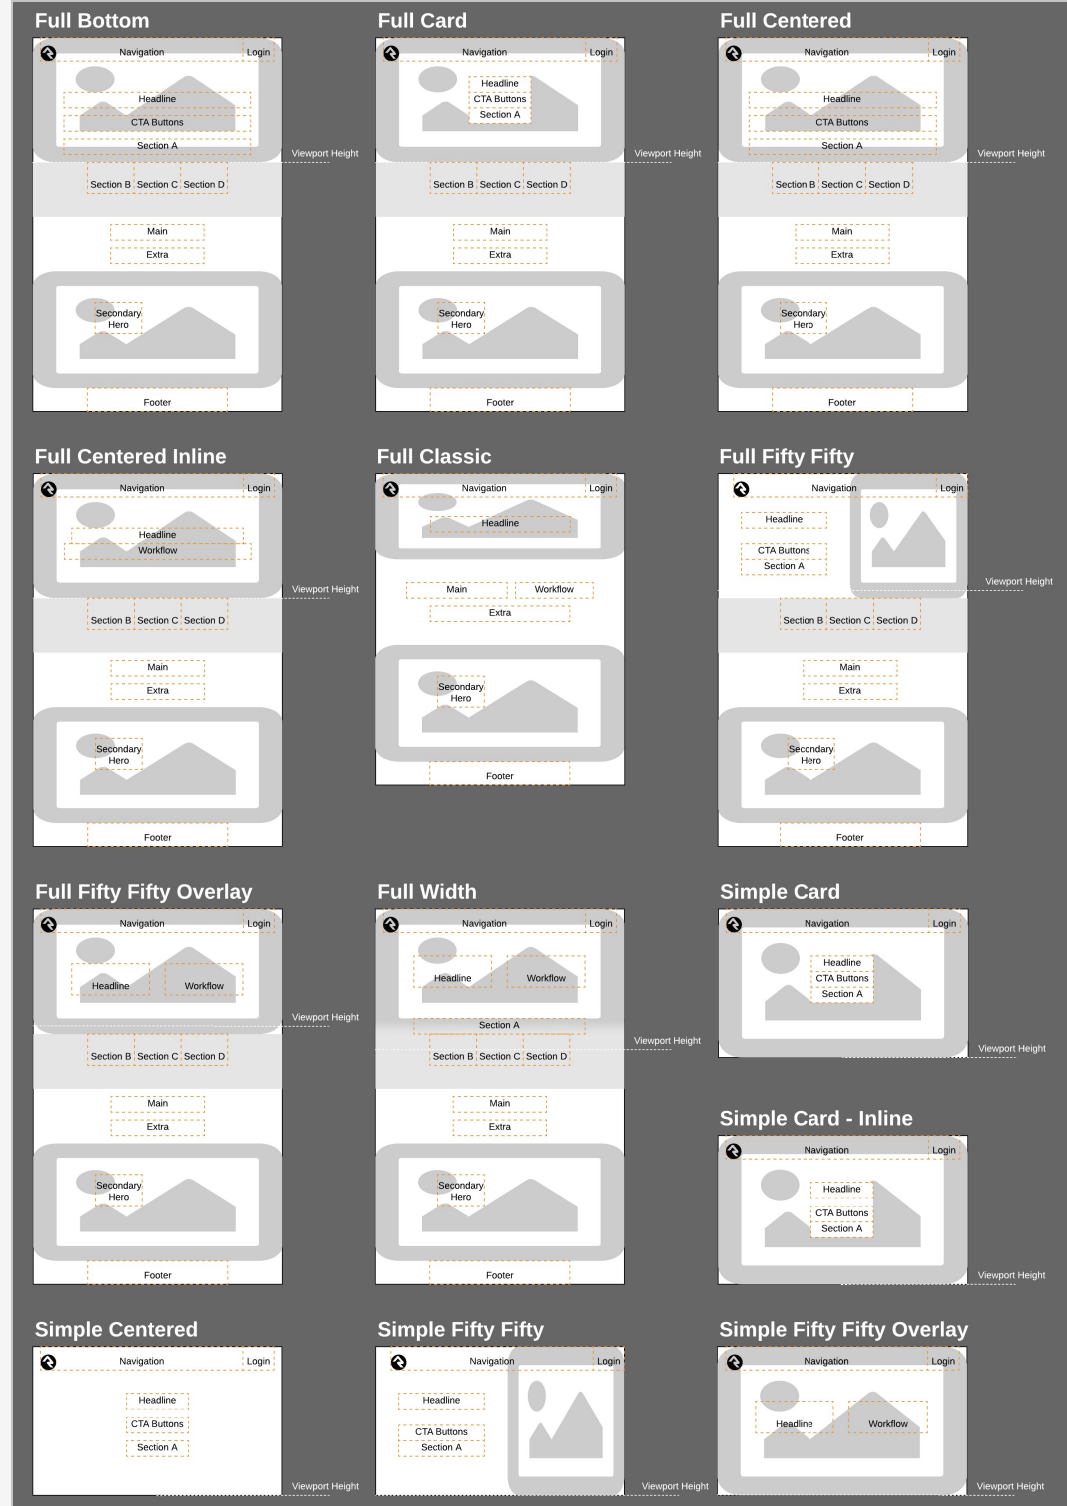 Full Bottom
Navigation
Login
Headline
CTA Buttons
Section A
Viewport Height
Section B Section C Section D
Main
Extra
Secondary
Hero
Footer
Full Card
Navigation
Login
Headline
CTA Buttons
Section A
Viewport Height
Section B Section C Section D
Main
Extra
Secondary
Hero
Footer
Full Centered
Navigation
Login
Headline
CTA Buttons
Section A
Section B Section C Section D
Main
Extra
Secondary
Hero
Footer
Full Centered Inline
Navigation
Login
Headline
Workflow
Viewport Height
Section B Section C Section D
Main
Extra
Secondary
Hero
Footer
Full Classic
Navigation
Login
Headline
Main
Workflow
Extra
Secondary
Hero
Footer
Full Fifty Fifty
Navigation
Login
Headline
CTA Buttons
Section A
Viewport Height
Section B Section C Section D
Main
Extra
Secondary
Hero
Footer
Full Fifty Fifty Overlay
Navigation
Login
Headline
Workflow
Viewport Height
Section B Section C Section D
Main
Extra
Secondary
Hero
Footer
Full Width
Navigation
Login
Headline
Workflow
Section A
Viewport Height
Section B Section C Section D
Main
Extra
Secondary
Hero
Footer
Simple Card
Navigation
Login
Headline
CTA Buttons
Section A
Viewport Height
Simple Card - Inline
Navigation
Login
Headline
CTA Buttons
Section A
Viewport Height
Simple Centered
Navigation
Login
Headline
CTA Buttons
Section A
Viewport Height
Simple Fifty Fifty
Navigation
Login
Headline
CTA Buttons
Section A
Viewport Height
Simple Fifty Fifty Overlay
Navigation
Login
Headline
Workflow
Viewport Height